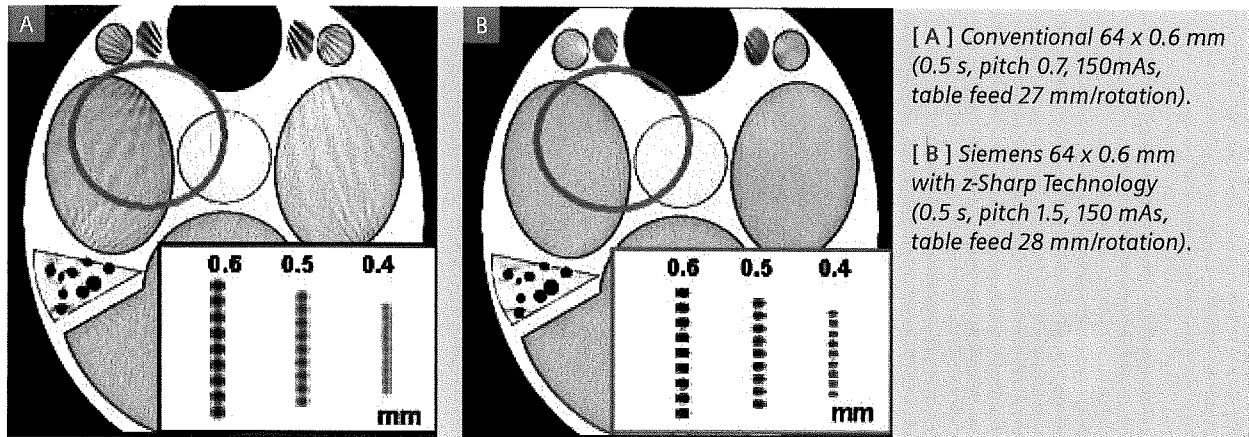 A
0.6 0.5 0.4
mm
B
0.6 0.5 0.4
mm
[ A ] Conventional 64 x 0.6 mm
(0.5 s, pitch 0.7, 150mAs,
table feed 27 mm/rotation).
[ B ] Siemens 64 x 0.6 mm
with z-Sharp Technology
(0.5 s, pitch 1.5, 150 mAs,
table feed 28 mm/rotation).